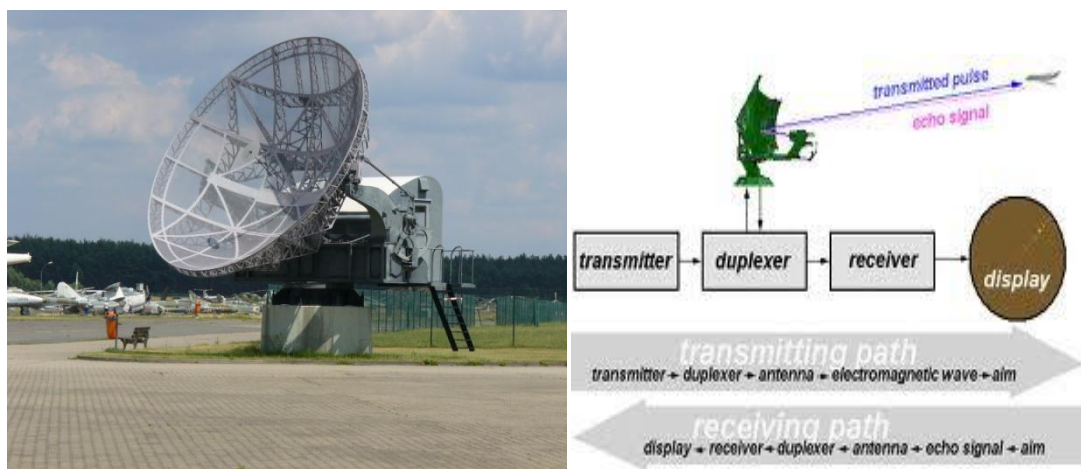 transmitted pulse
echo signal
transmitter
duplexer
receiver
display
transmitting path
transmitter → duplexer → antenna → electromagnetic wave → aim
receiving path
display → receiver → duplexer → antenna → echo signal → aim